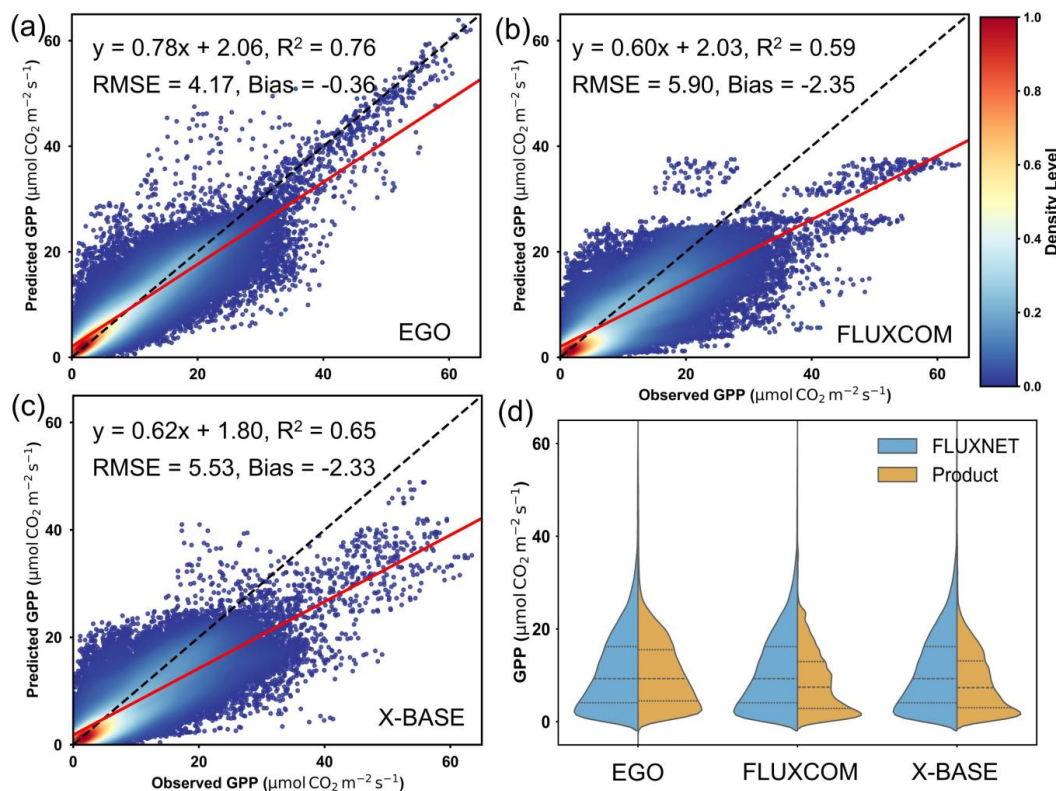 (a)
y = 0.78x + 2.06, R² = 0.76
RMSE = 4.17, Bias = -0.36
EGO
Predicted GPP (μmol CO₂ m⁻² s⁻¹)
60
40
20
0
0
20
40
60
(b)
y = 0.60x + 2.03, R² = 0.59
RMSE = 5.90, Bias = -2.35
FLUXCOM
Predicted GPP (μmol CO₂ m⁻² s⁻¹)
60
40
20
0
0
20
40
60
Observed GPP (μmol CO₂ m⁻² s⁻¹)
1.0
0.8
0.6
0.4
0.2
0.0
Density Level
(c)
y = 0.62x + 1.80, R² = 0.65
RMSE = 5.53, Bias = -2.33
X-BASE
Predicted GPP (μmol CO₂ m⁻² s⁻¹)
60
40
20
0
0
20
40
60
Observed GPP (μmol CO₂ m⁻² s⁻¹)
(d)
FLUXNET
Product
GPP (μmol CO₂ m⁻² s⁻¹)
60
40
20
0
EGO
FLUXCOM
X-BASE